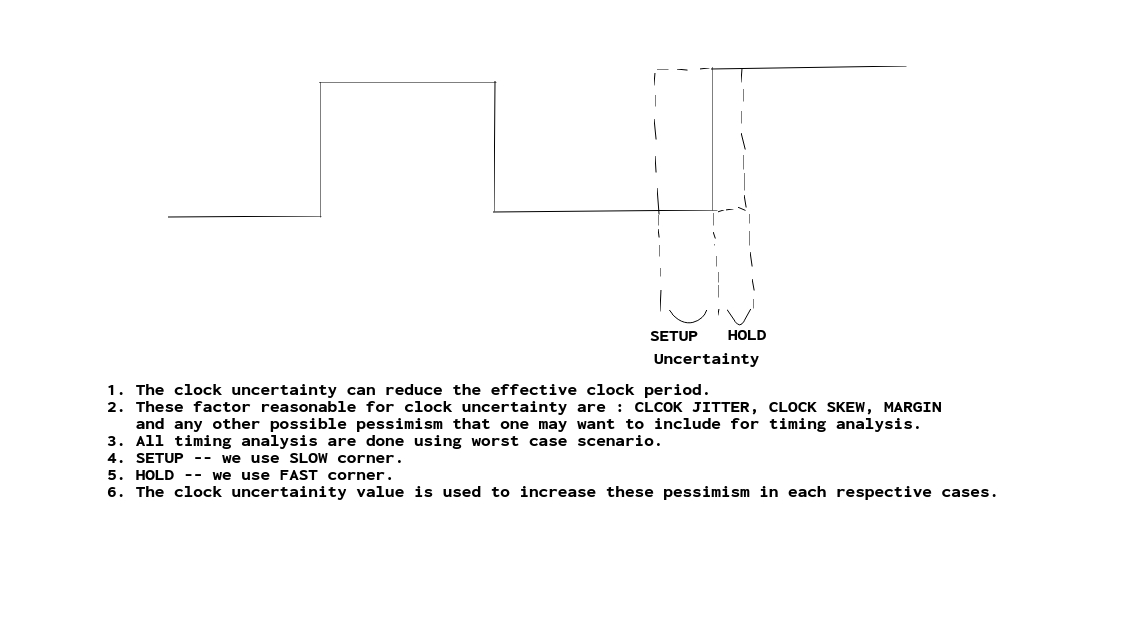 SETUP HOLD
Uncertainty
1. The clock uncertainty can reduce the effective clock period.
2. These factor reasonable for clock uncertainty are : CLCOK JITTER, CLOCK SKEW, MARGIN
and any other possible pessimism that one may want to include for timing analysis.
3. All timing analysis are done using worst case scenario.
4. SETUP -- we use SLOW corner.
5. HOLD -- we use FAST corner.
6. The clock uncertainity value is used to increase these pessimism in each respective cases.